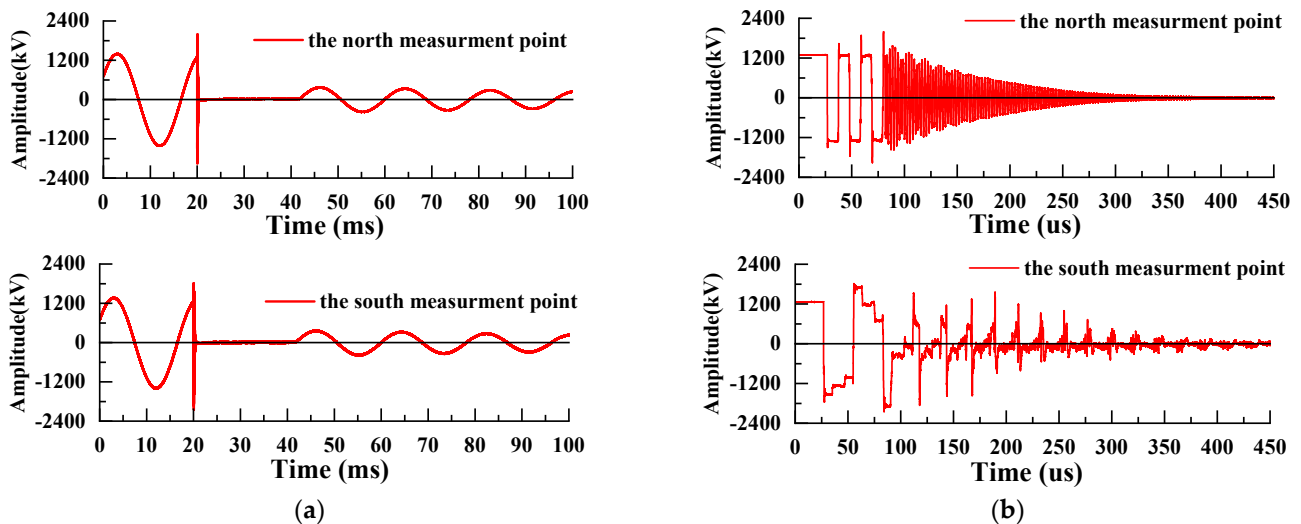 2400
1200
0
-1200
-2400
Amplitude(kV)
the north measurment point
0 10 20 30 40 50 60 70 80 90 100
Time (ms)
2400
1200
0
-1200
-2400
Amplitude(kV)
the south measurment point
0 10 20 30 40 50 60 70 80 90 100
Time (ms)
(a)
2400
1200
0
-1200
-2400
Amplitude(kV)
the north measurment point
0 50 100 150 200 250 300 350 400 450
Time (us)
2400
1200
0
-1200
-2400
Amplitude(kV)
the south measurment point
0 50 100 150 200 250 300 350 400 450
Time (us)
(b)